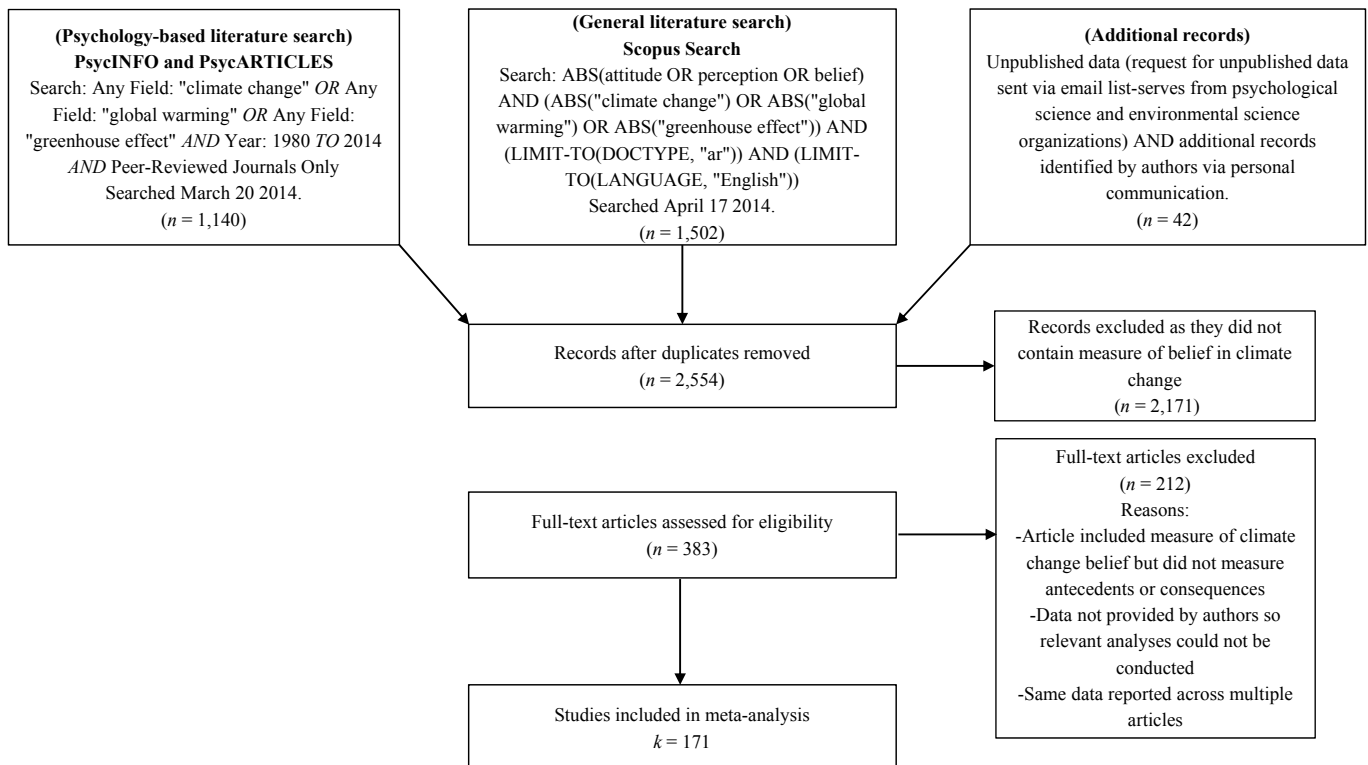 (Psychology-based literature search)
PsycINFO and PsycARTICLES
Search: Any Field: "climate change" OR Any
Field: "global warming" OR Any Field:
"greenhouse effect" AND Year: 1980 TO 2014
AND Peer-Reviewed Journals Only
Searched March 20 2014.
(n = 1,140)
(General literature search)
Scopus Search
Search: ABS(attitude OR perception OR belief)
AND (ABS("climate change") OR ABS("global
warming") OR ABS("greenhouse effect")) AND
(LIMIT-TO(DOCTYPE, "ar")) AND (LIMIT-
TO(LANGUAGE, "English"))
Searched April 17 2014.
(n = 1,502)
(Additional records)
Unpublished data (request for unpublished data
sent via email list-serves from psychological
science and environmental science
organizations) AND additional records
identified by authors via personal
communication.
(n = 42)
Records after duplicates removed
(n = 2,554)
Records excluded as they did not
contain measure of belief in climate
change
(n = 2,171)
Full-text articles assessed for eligibility
(n = 383)
Full-text articles excluded
(n = 212)
Reasons:
-Article included measure of climate
change belief but did not measure
antecedents or consequences
-Data not provided by authors so
relevant analyses could not be
conducted
-Same data reported across multiple
articles
Studies included in meta-analysis
k = 171